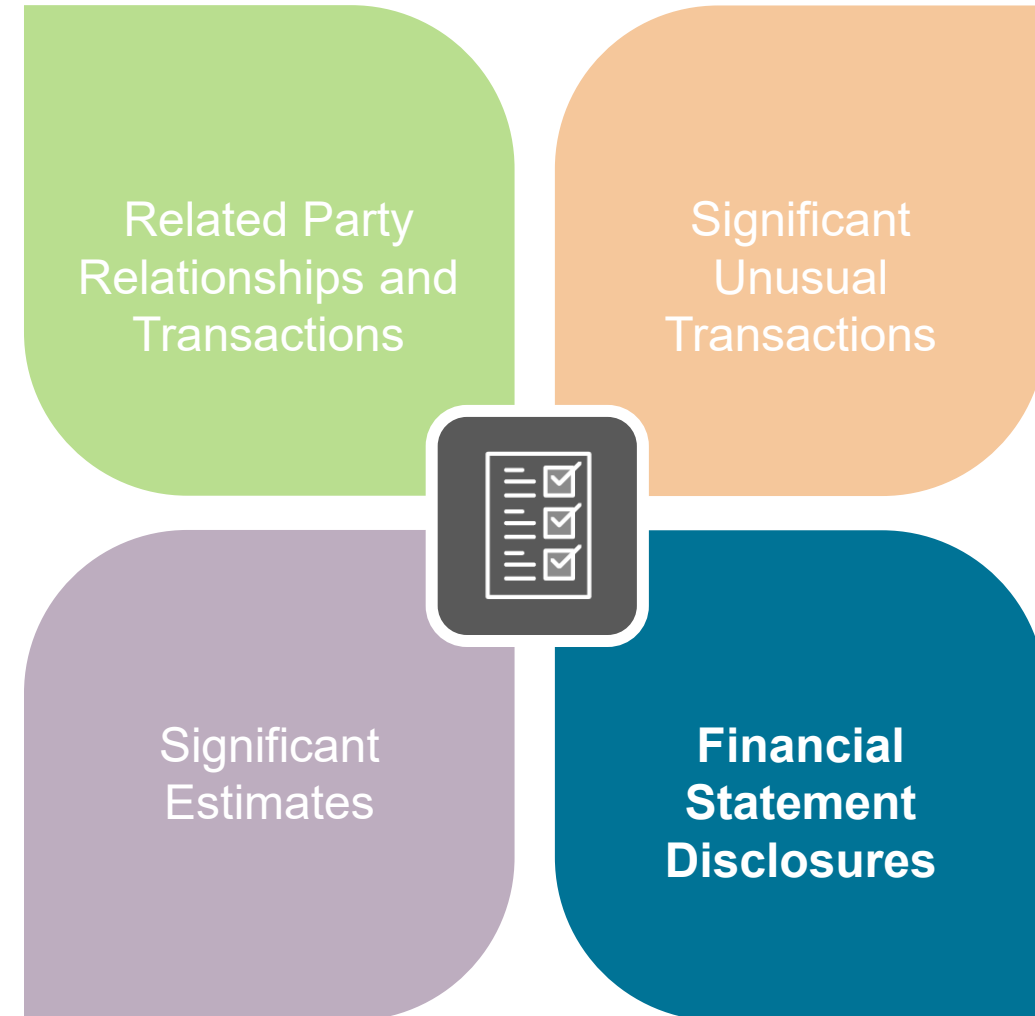 Related Party
Relationships and
Transactions
Significant
Unusual
Transactions
Significant
Estimates
Financial
Statement
Disclosures